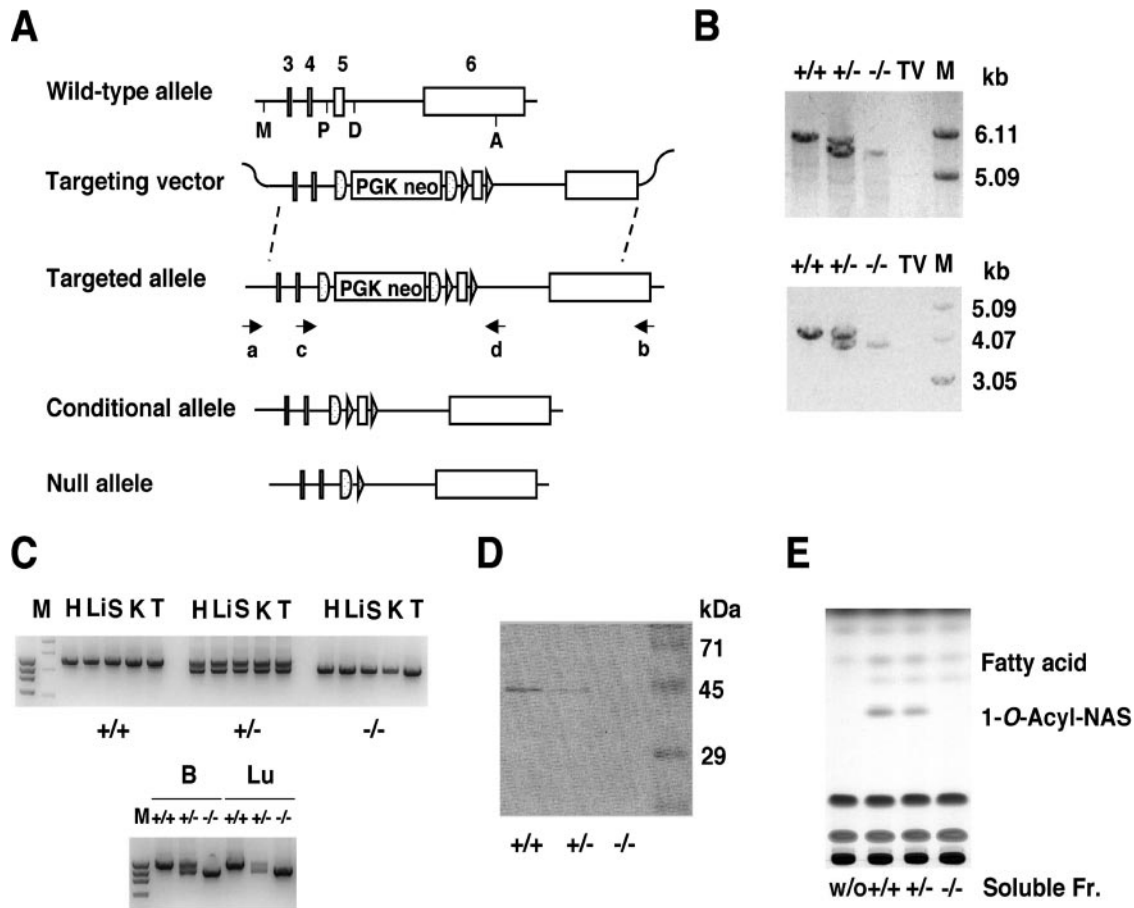 A
3 4 5 6
Wild-type allele
M P D A
Targeting vector
PGK neo
Targeted allele
PGK neo
a c d b
Conditional allele
Null allele
B
+/+ +/- -/- TV M kb
6.11
5.09
+/+ +/- -/- TV M kb
5.09
4.07
3.05
C
M H Li S K T H Li S K T H Li S K T
+/+ +/- -/-
B Lu
M +/+ +/- -/- +/+ +/- -/-
D
kDa
71
45
29
+/+ +/- -/-
E
Fatty acid
1-O-Acyl-NAS
w/o +/+ +/- -/- Soluble Fr.